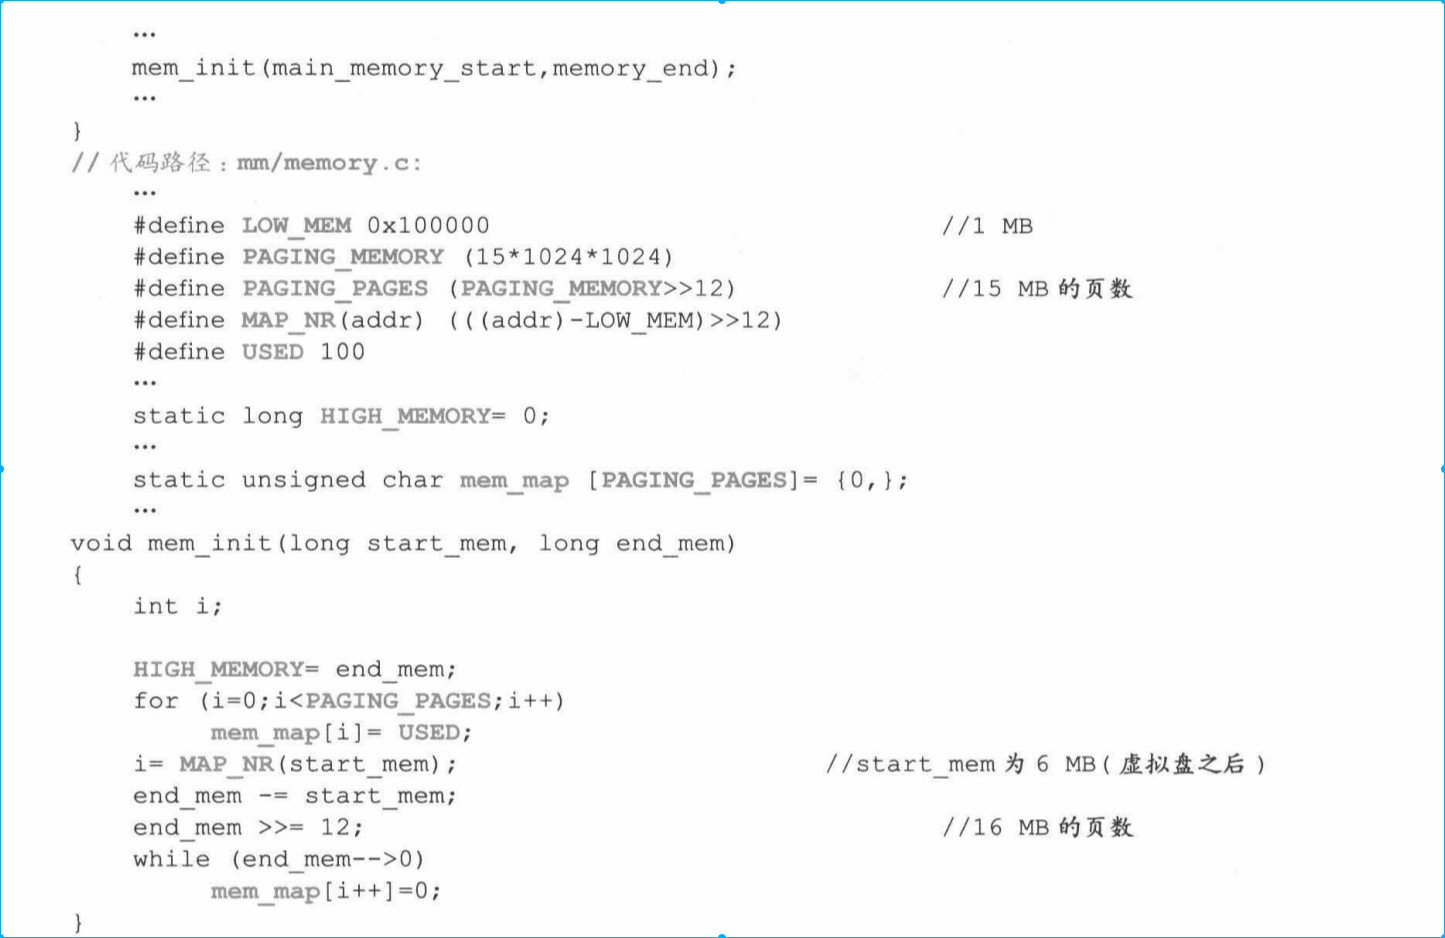 …
mem_init(main_memory_start,memory_end);
…
}
// 代码路径：mm/memory.c:
…
#define LOW_MEM 0x100000 //1 MB
#define PAGING_MEMORY (15*1024*1024)
#define PAGING_PAGES (PAGING_MEMORY>>12) //15 MB 的页数
#define MAP_NR(addr) (((addr)-LOW_MEM)>>12)
#define USED 100
…
static long HIGH_MEMORY= 0;
…
static unsigned char mem_map [PAGING_PAGES]= {0,};
…
void mem_init(long start_mem, long end_mem)
{
int i;
HIGH_MEMORY= end_mem;
for (i=0;i<PAGING_PAGES;i++)
mem_map[i]= USED;
i= MAP_NR(start_mem); //start_mem 为 6 MB(虚拟盘之后)
end_mem -= start_mem;
end_mem >>= 12; //16 MB 的页数
while (end_mem-->0)
mem_map[i++]=0;
}